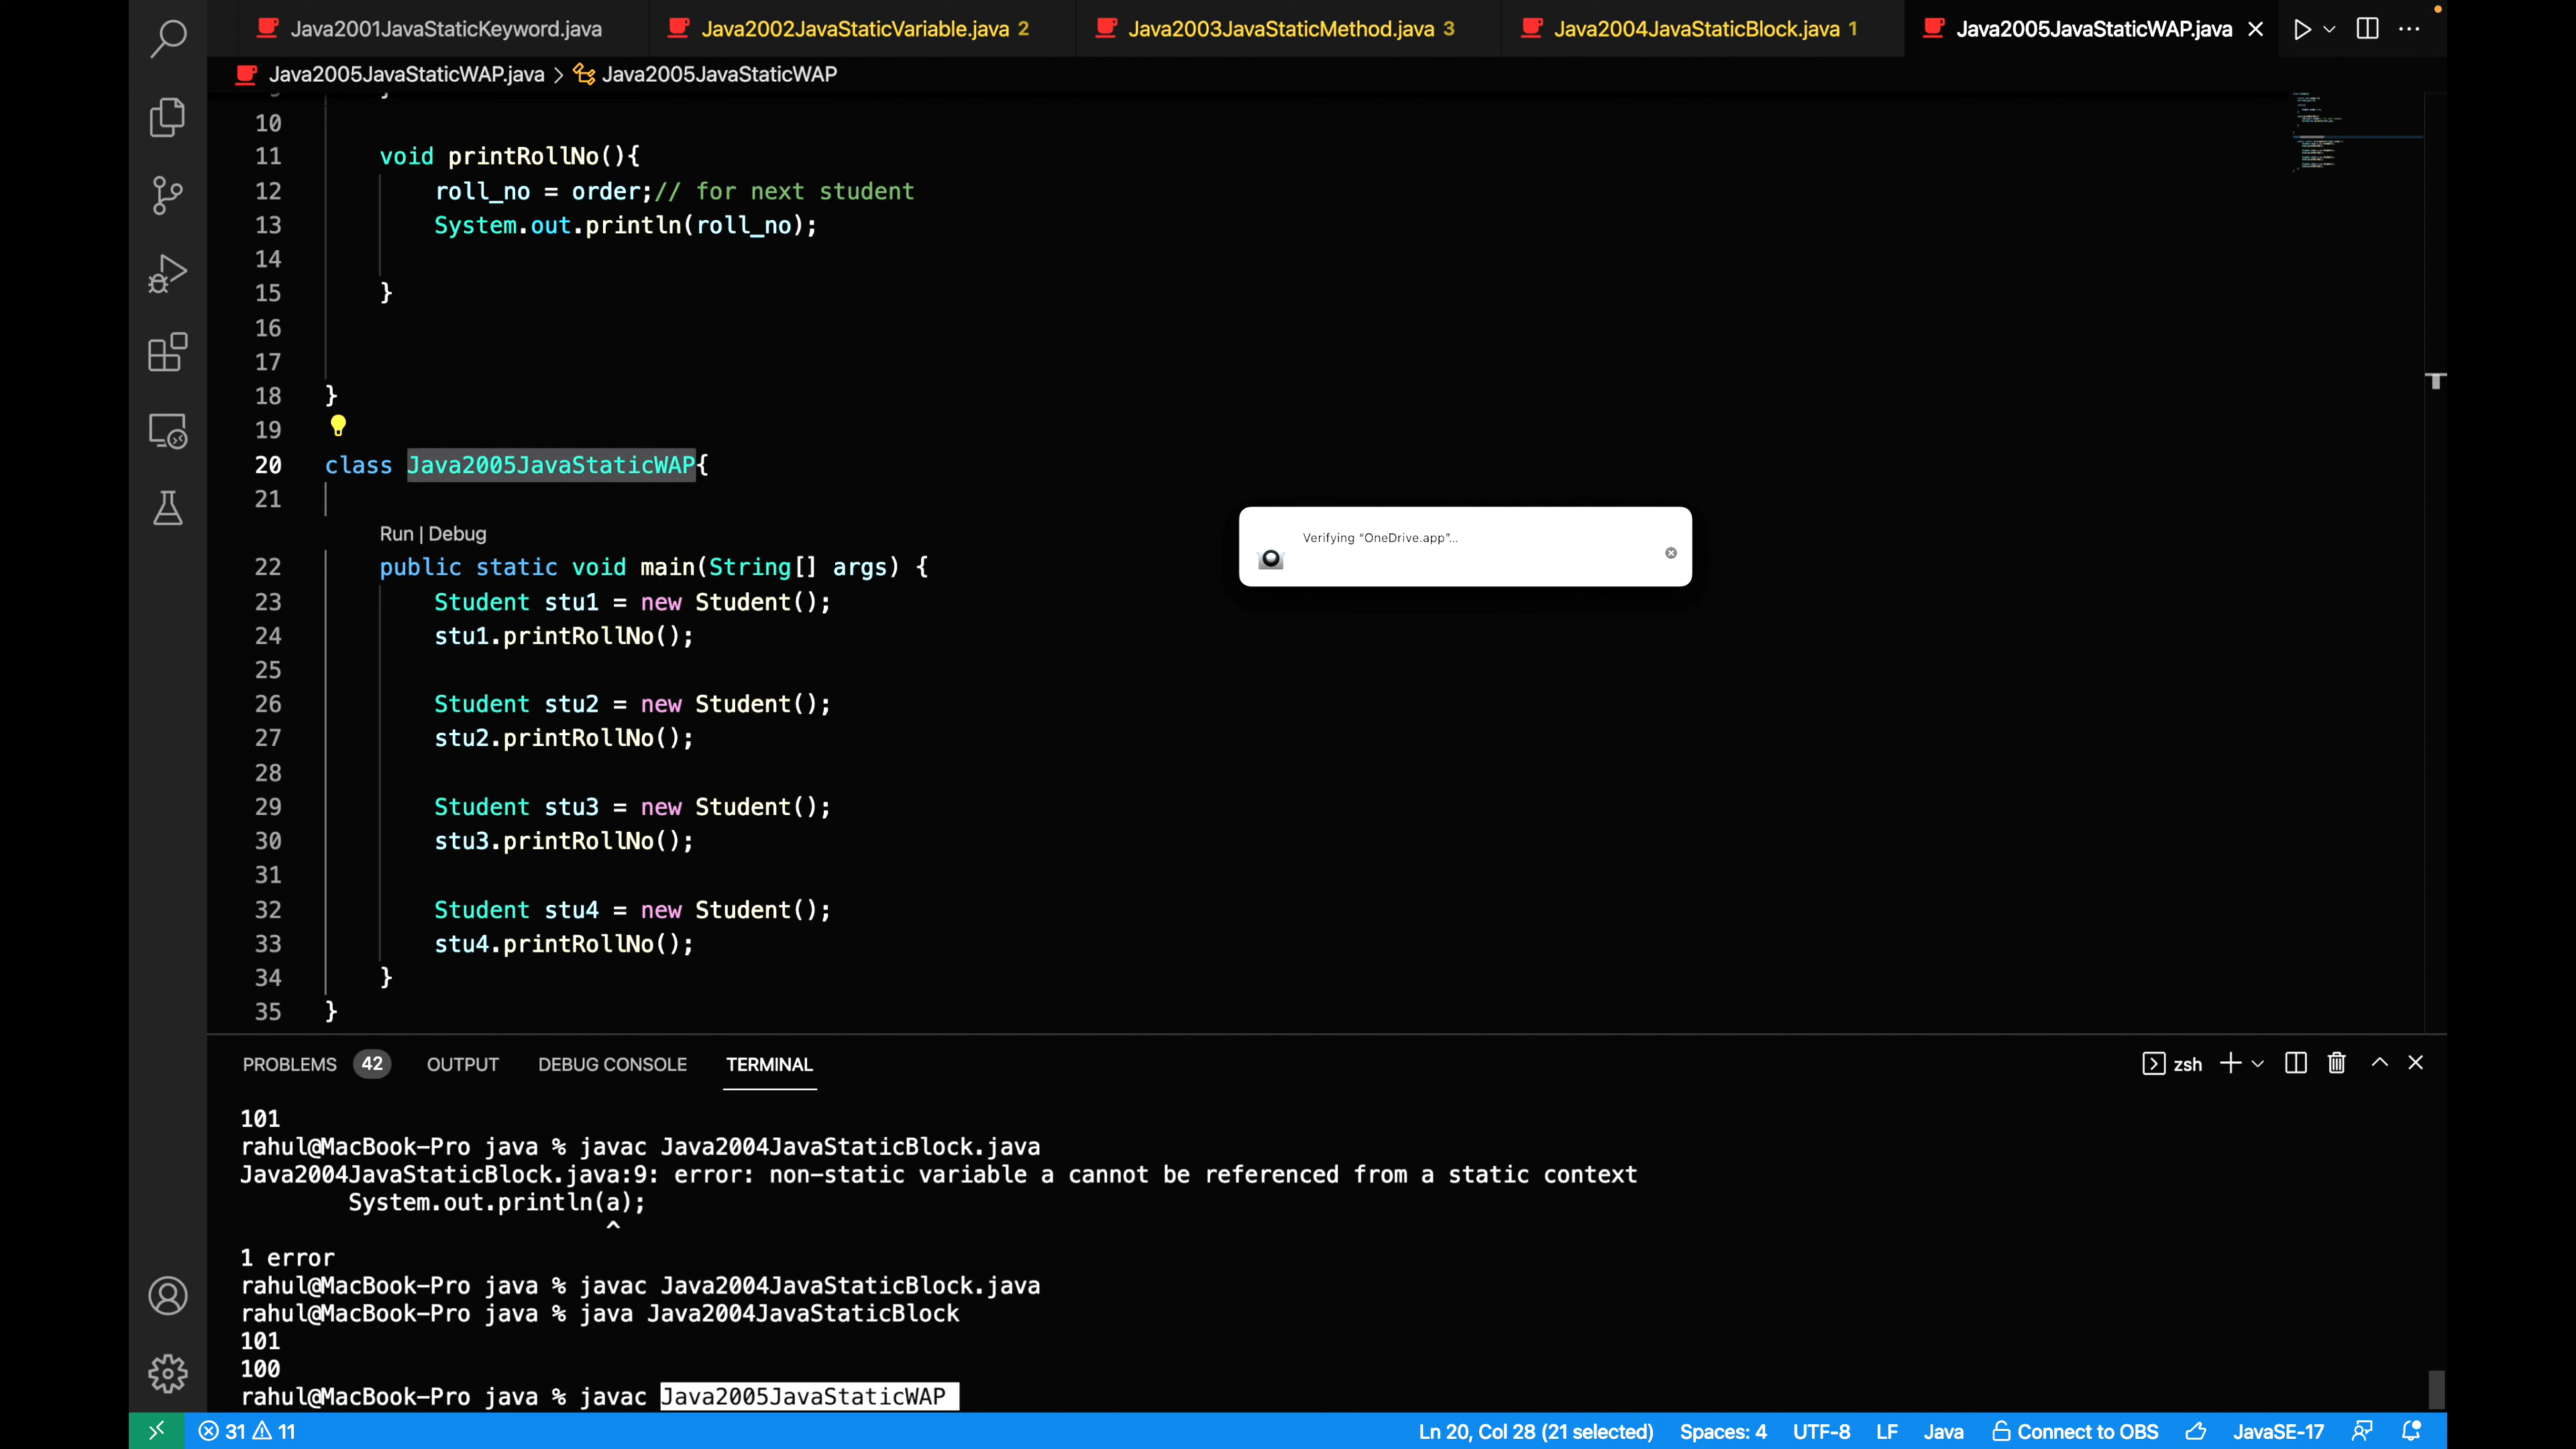 Java2001JavaStaticKeyword.java Java2002JavaStaticVariable.java 2 Java2003JavaStaticMethod.java 3 Java2004JavaStaticBlock.java 1 Java2005JavaStaticWAP.java
Java2005JavaStaticWAP.java > Java2005JavaStaticWAP
10
11 void printRollNo(){
12 roll_no = order;// for next student
13 System.out.println(roll_no);
14
15 }
16
17
18 }
19
20 class Java2005JavaStaticWAP{
21
Run | Debug
22 public static void main(String[] args) {
23 Student stu1 = new Student();
24 stu1.printRollNo();
25
26 Student stu2 = new Student();
27 stu2.printRollNo();
28
29 Student stu3 = new Student();
30 stu3.printRollNo();
31
32 Student stu4 = new Student();
33 stu4.printRollNo();
34 }
35 }
Verifying “OneDrive.app”...
PROBLEMS 42 OUTPUT DEBUG CONSOLE TERMINAL zsh
101
rahul@MacBook-Pro java % javac Java2004JavaStaticBlock.java
Java2004JavaStaticBlock.java:9: error: non-static variable a cannot be referenced from a static context
System.out.println(a);
^
1 error
rahul@MacBook-Pro java % javac Java2004JavaStaticBlock.java
rahul@MacBook-Pro java % java Java2004JavaStaticBlock
101
100
rahul@MacBook-Pro java % javac Java2005JavaStaticWAP
31 11 Ln 20, Col 28 (21 selected) Spaces: 4 UTF-8 LF Java Connect to OBS JavaSE-17